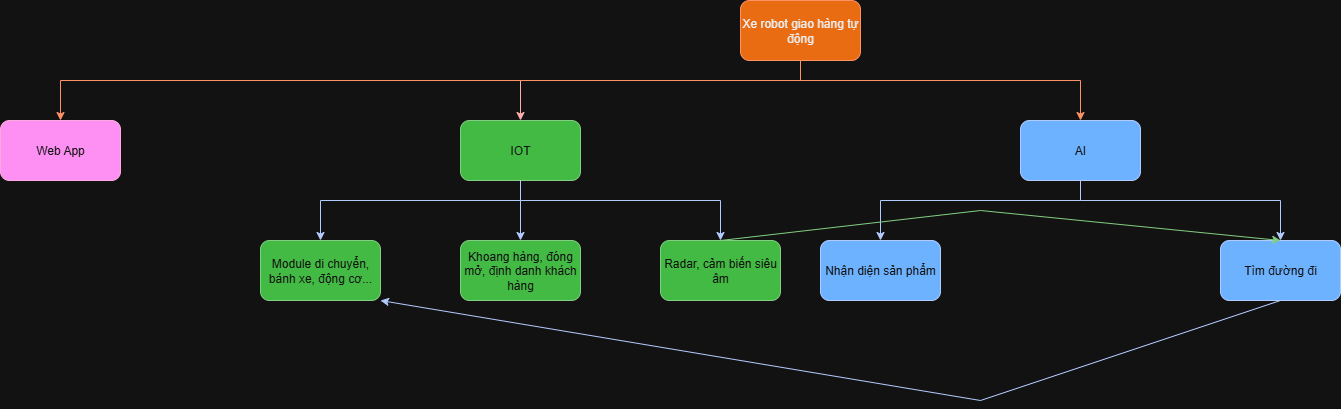 Xe robot giao hàng tự
động
Web App
IOT
AI
Module di chuyển,
bánh xe, động cơ...
Khoang hàng, đóng
mở, định danh khách
hàng
Radar, cảm biến siêu
âm
Nhận diện sản phẩm
Tìm đường đi